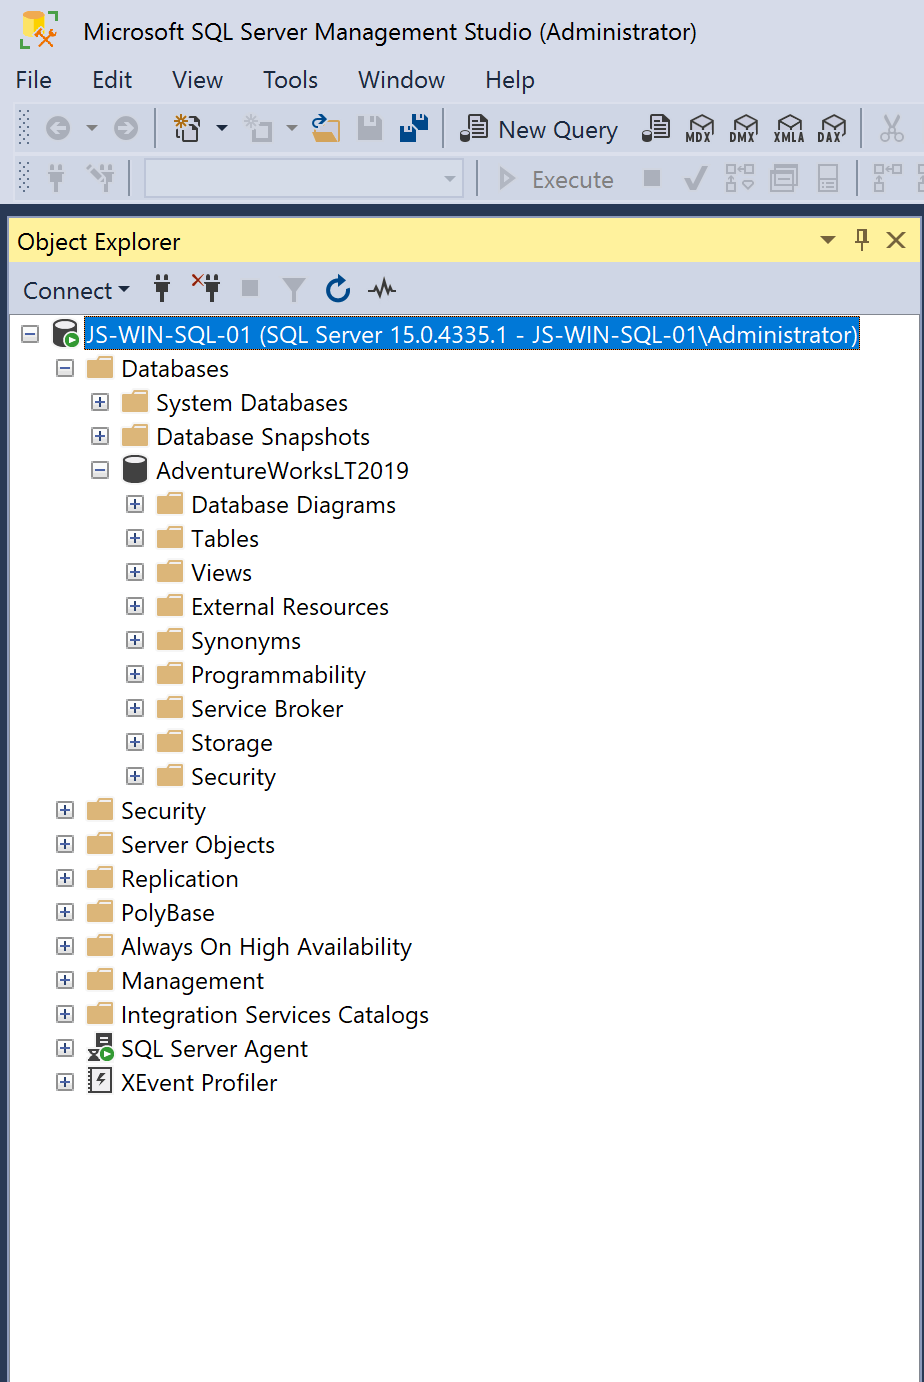 Microsoft SQL Server Management Studio (Administrator)
File Edit View Tools Window Help
New Query MDX DMX XMLA DAX
Execute
Object Explorer
Connect
JS-WIN-SQL-01 (SQL Server 15.0.4335.1 - JS-WIN-SQL-01\Administrator)
Databases
System Databases
Database Snapshots
AdventureWorksLT2019
Database Diagrams
Tables
Views
External Resources
Synonyms
Programmability
Service Broker
Storage
Security
Security
Server Objects
Replication
PolyBase
Always On High Availability
Management
Integration Services Catalogs
SQL Server Agent
XEvent Profiler